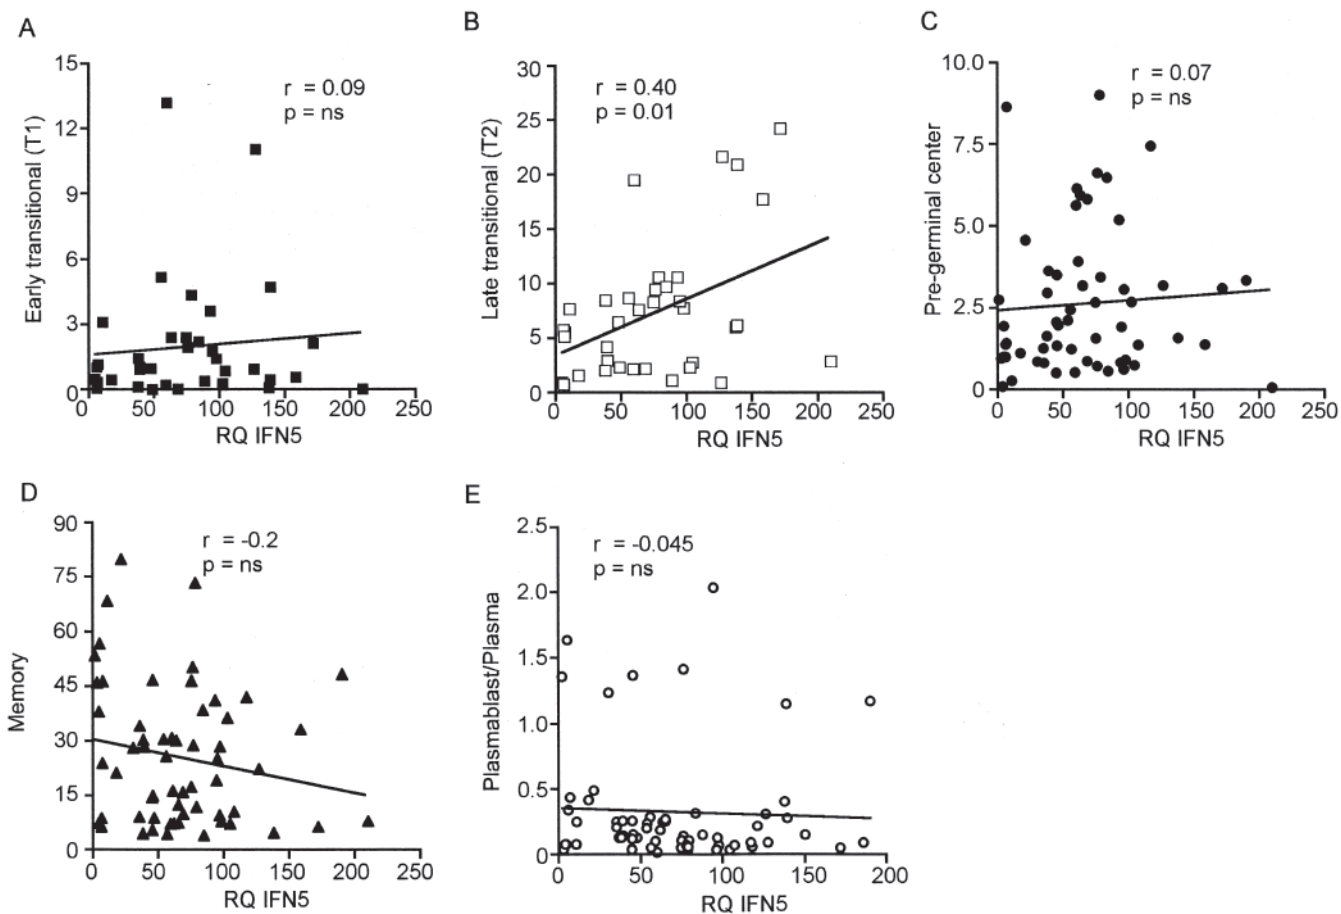 A
15
12
9
6
3
0
Early transitional (T1)
r = 0.09
p = ns
0 50 100 150 200 250
RQ IFN5
B
30
25
20
15
10
5
0
Late transitional (T2)
r = 0.40
p = 0.01
0 50 100 150 200 250
RQ IFN5
C
10.0
7.5
5.0
2.5
0
Pre-germinal center
r = 0.07
p = ns
0 50 100 150 200 250
RQ IFN5
D
90
75
60
45
30
15
0
Memory
r = -0.2
p = ns
0 50 100 150 200 250
RQ IFN5
E
2.5
2.0
1.5
1.0
0.5
0
Plasmablast/Plasma
r = -0.045
p = ns
0 50 100 150 200
RQ IFN5